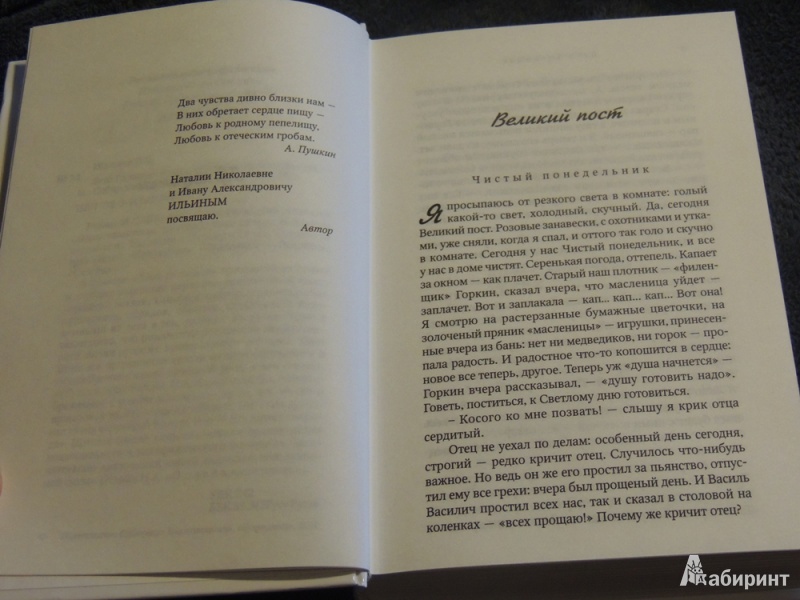 Два чувства дивно близки нам —
В них обретает сердце пищу —
Любовь к родному пепелищу,
Любовь к отеческим гробам.
А. Пушкин
Наталии Николаевне
и Ивану Александровичу
ИЛЬИНЫМ
посвящаю.
Автор
Великий пост
Чистый понедельник
Я просыпаюсь от резкого света в комнате: голый
какой-то свет, холодный, скучный. Да, сегодня
Великий пост. Розовые занавески, с охотниками и утка-
ми, уже сняли, когда я спал, и оттого так голо и скучно
в комнате. Сегодня у нас Чистый понедельник, и все
у нас в доме чистят. Серенькая погода, оттепель. Капает
за окном — как плачет. Старый наш плотник — «филен-
щик» Горкин, сказал вчера, что масленица уйдет —
заплачет. Вот и заплакала — кап... кап... кап... Вот она!
Я смотрю на растерзанные бумажные цветочки, на
золоченый пряник «масленицы» — игрушки, принесен-
ные вчера из бань: нет ни медведиков, ни горок — про-
пала радость. И радостное что-то копошится в сердце:
новое все теперь, другое. Теперь уж «душа начнется» —
Горкин вчера рассказывал, — «душу готовить надо».
Говеть, поститься, к Светлому дню готовиться.
– Косого ко мне позвать! — слышу я крик отца
сердитый.
Отец не уехал по делам: особенный день сегодня,
строгий — редко кричит отец. Случилось что-нибудь
важное. Но ведь он же его простил за пьянство, отпус-
тил ему все грехи: вчера был прощеный день. И Василь
Василич простил всех нас, так и сказал в столовой на
коленках — «всех прощаю!» Почему же кричит отец?
Лабиринт